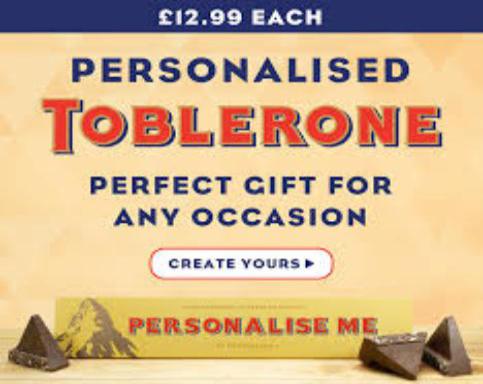 £12.99 EACH
PERSONALISED
TOBLERONE
PERFECT GIFT FOR
ANY OCCASION
CREATE YOURS ▶
PERSONALISE ME